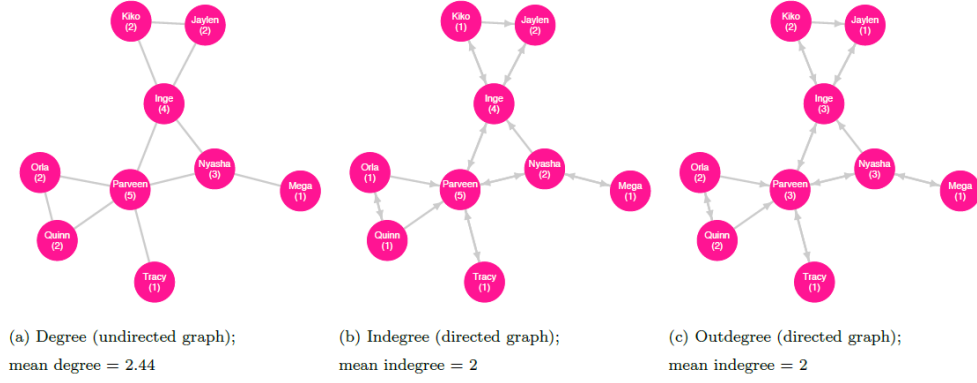 Kiko
(2)
Jaylen
(2)
Inge
(4)
Orla
(2)
Parveen
(5)
Nyasha
(3)
Mega
(1)
Quinn
(2)
Tracy
(1)
(a) Degree (undirected graph);
mean degree = 2.44
Kiko
(1)
Jaylen
(2)
Inge
(4)
Orla
(1)
Parveen
(5)
Nyasha
(2)
Mega
(1)
Quinn
(1)
Tracy
(1)
(b) Indegree (directed graph);
mean indegree = 2
Kiko
(2)
Jaylen
(1)
Inge
(3)
Orla
(2)
Parveen
(3)
Nyasha
(3)
Mega
(1)
Quinn
(2)
Tracy
(1)
(c) Outdegree (directed graph);
mean indegree = 2